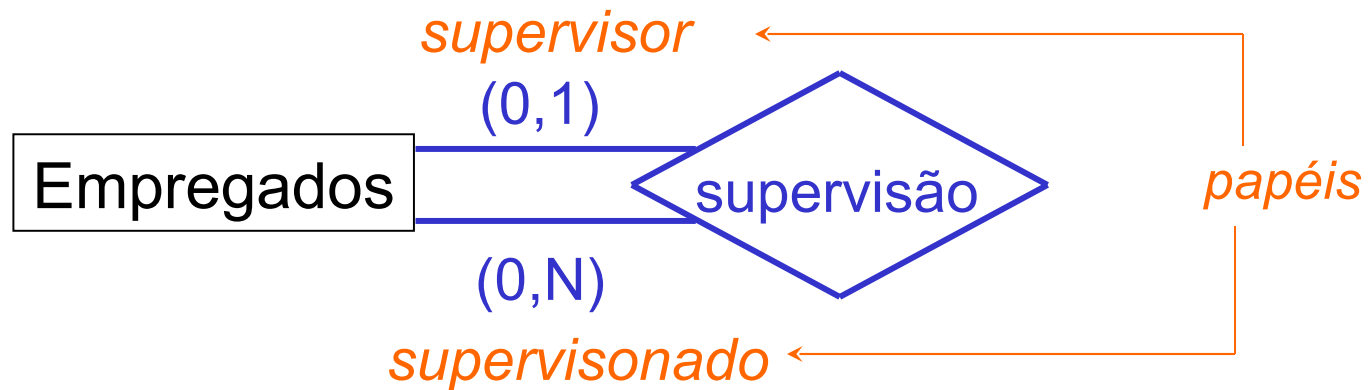 supervisor
(0,1)
Empregados
supervisão
papéis
(0,N)
supervisonado